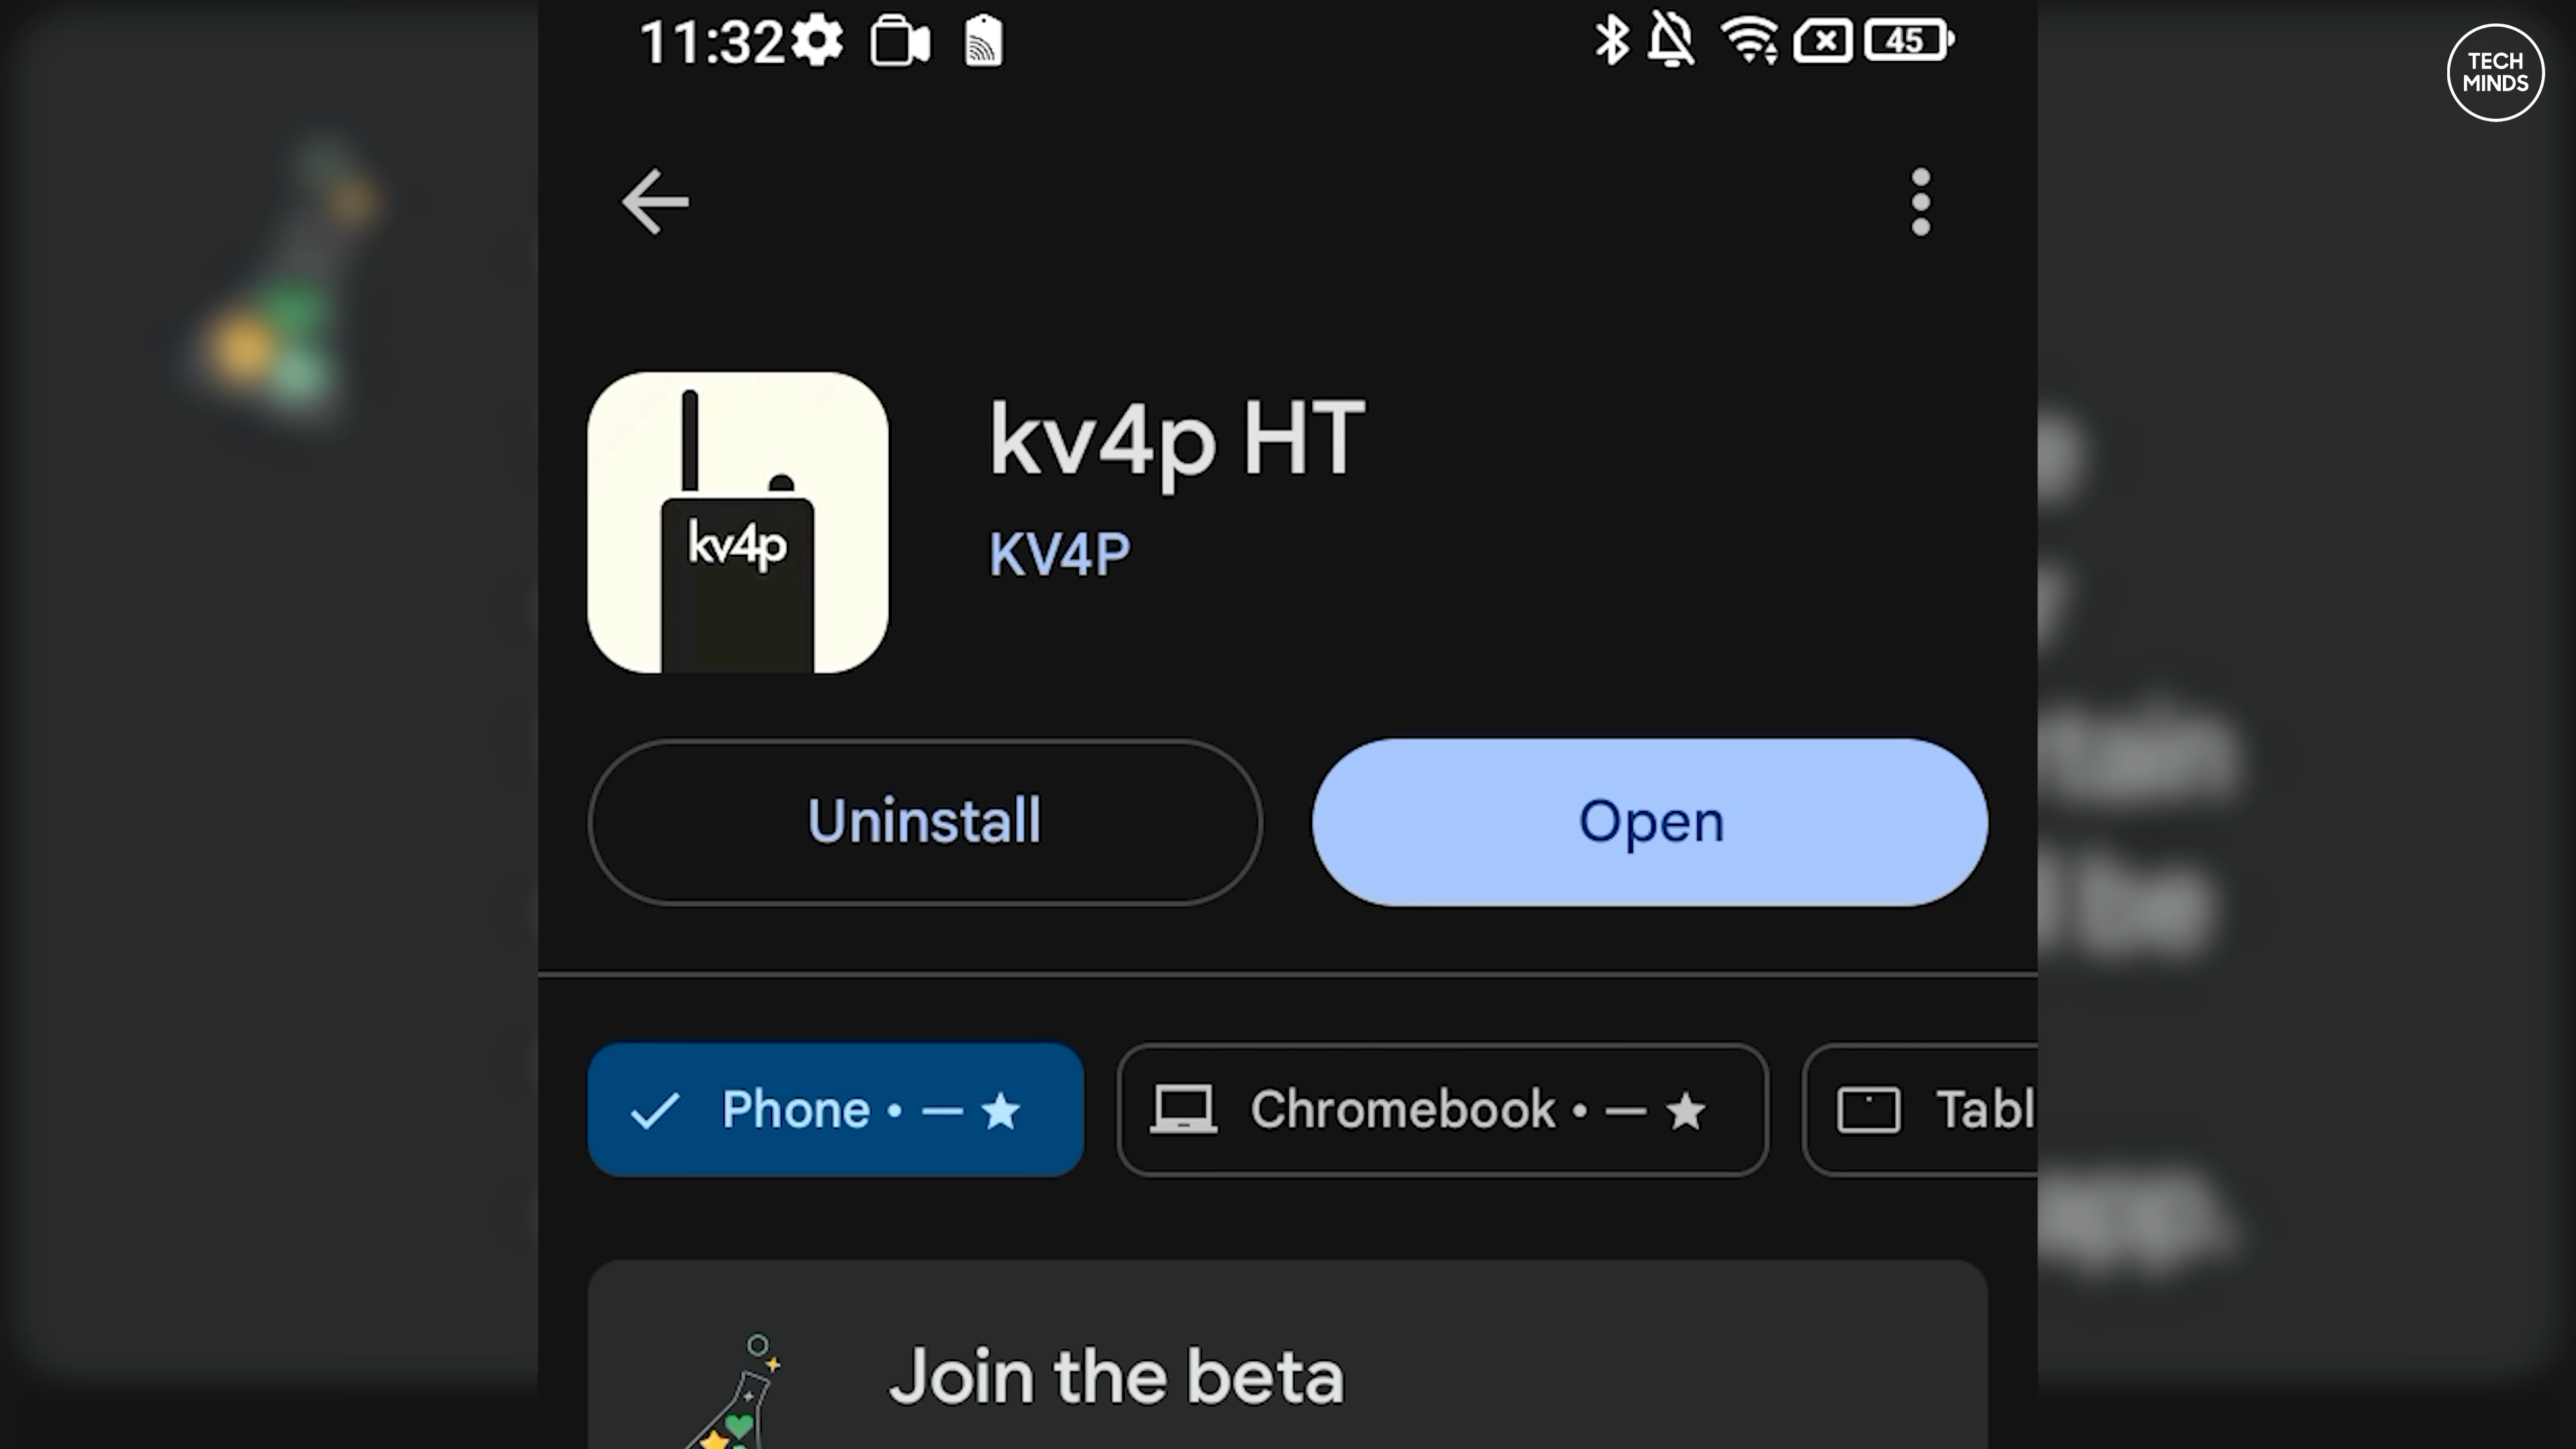 11:32
45
TECH
MINDS
kv4p HT
kv4p
KV4P
Uninstall
Open
Phone • — ★
Chromebook • — ★
Tabl
Join the beta